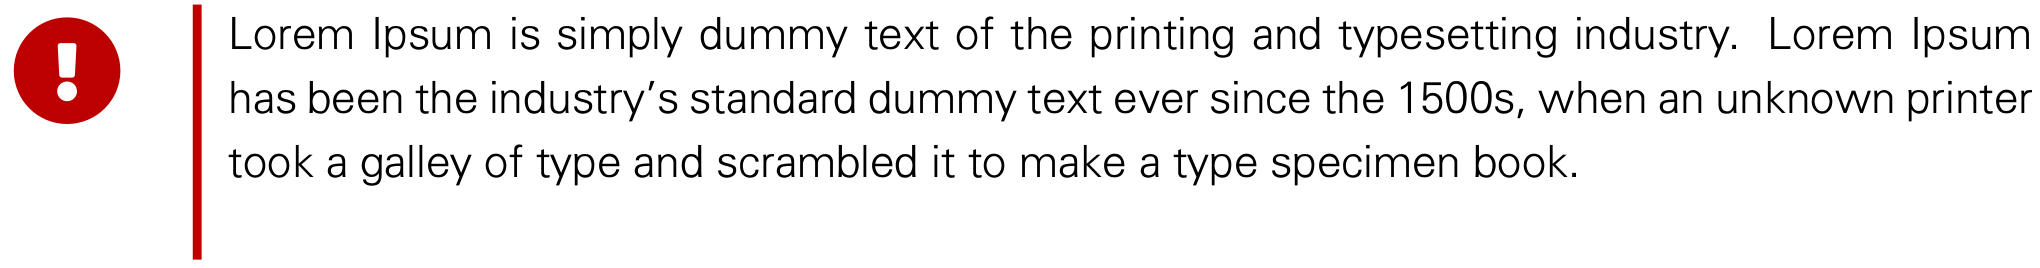 Lorem Ipsum is simply dummy text of the printing and typesetting industry. Lorem Ipsum
has been the industry’s standard dummy text ever since the 1500s, when an unknown printer
took a galley of type and scrambled it to make a type specimen book.